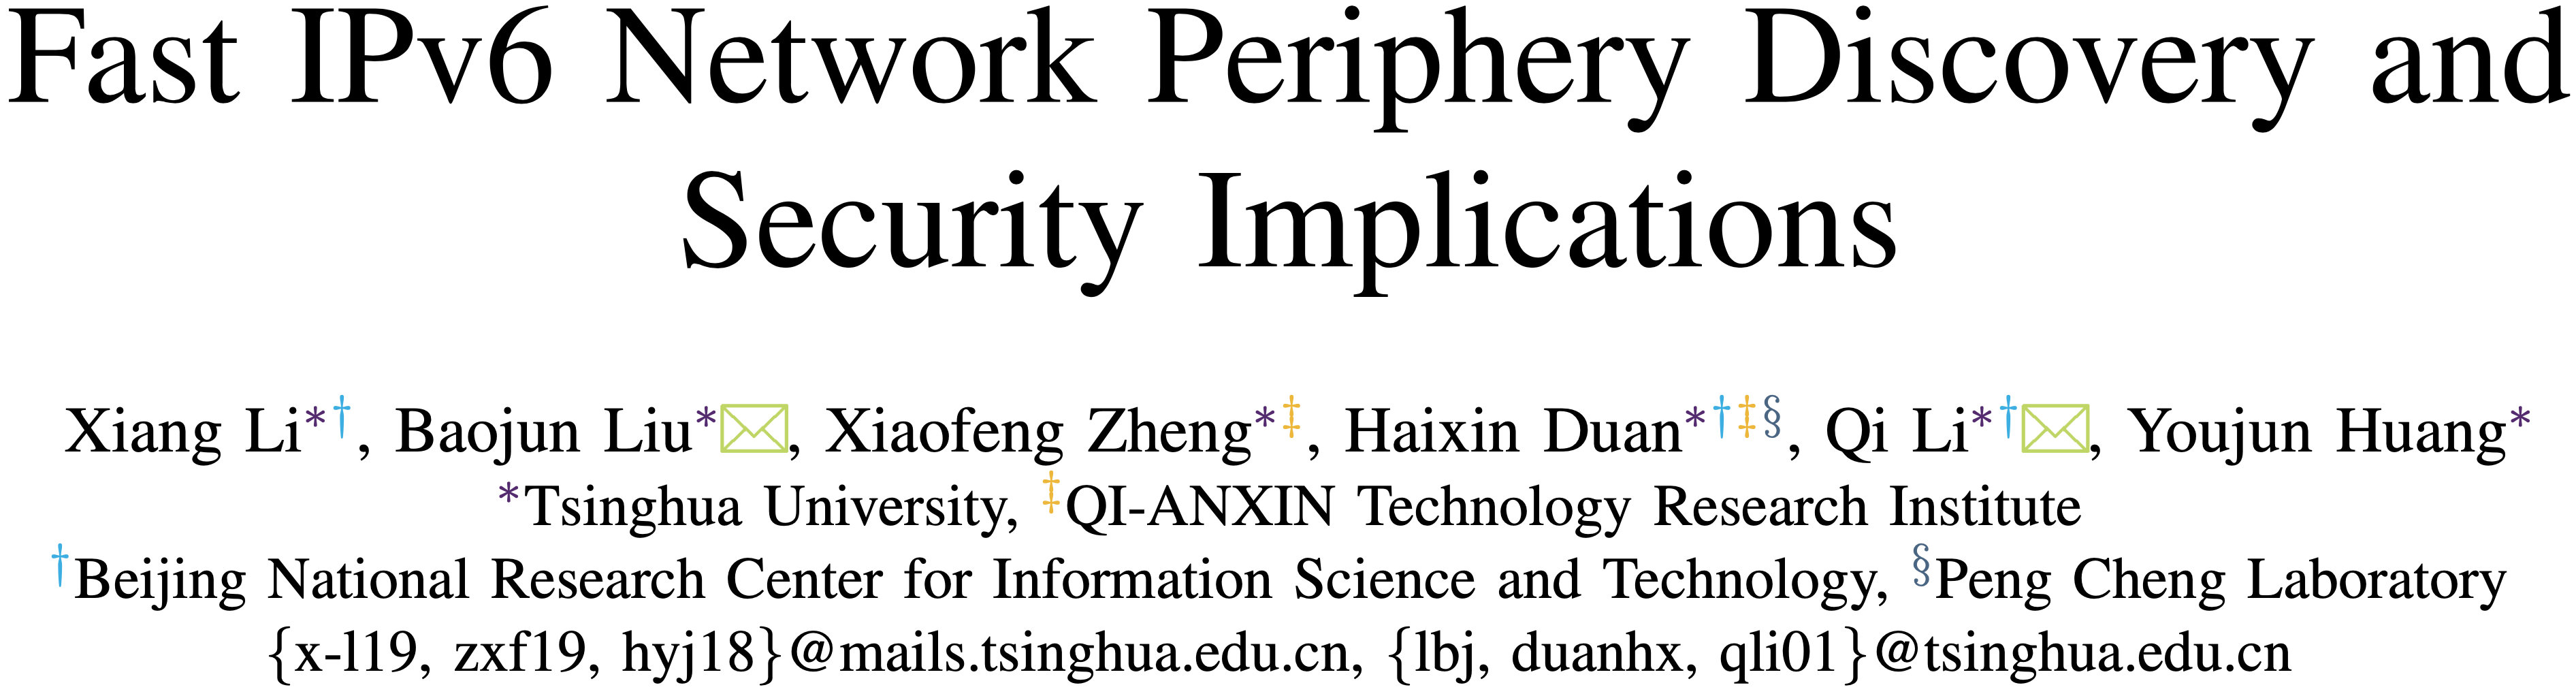 Fast IPv6 Network Periphery Discovery and
Security Implications
Xiang Li*†, Baojun Liu*✉, Xiaofeng Zheng*‡, Haixin Duan*†‡§, Qi Li*†✉, Youjun Huang*
*Tsinghua University, ‡QI-ANXIN Technology Research Institute
†Beijing National Research Center for Information Science and Technology, §Peng Cheng Laboratory
{x-l19, zxf19, hyj18}@mails.tsinghua.edu.cn, {lbj, duanhx, qli01}@tsinghua.edu.cn